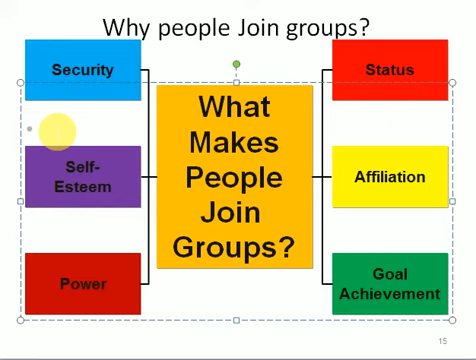 Why people Join groups?
Security
Status
What
Makes
People
Join
Groups?
Self-
Esteem
Affiliation
Power
Goal
Achievement
15